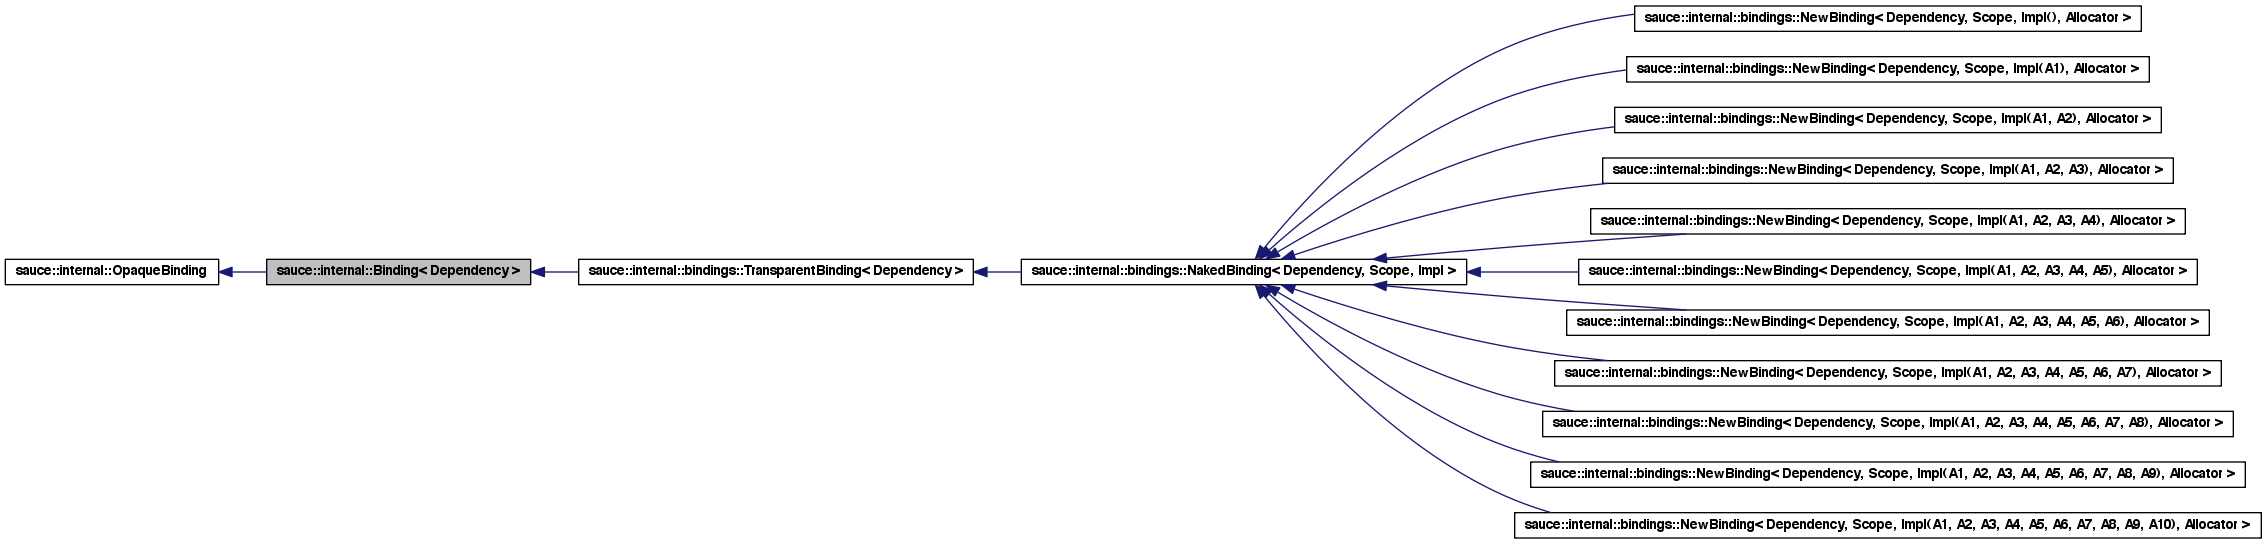 sauce::internal::bindings::NewBinding< Dependency, Scope, Impl(), Allocator >
sauce::internal::bindings::NewBinding< Dependency, Scope, Impl(A1), Allocator >
sauce::internal::bindings::NewBinding< Dependency, Scope, Impl(A1, A2), Allocator >
sauce::internal::bindings::NewBinding< Dependency, Scope, Impl(A1, A2, A3), Allocator >
sauce::internal::bindings::NewBinding< Dependency, Scope, Impl(A1, A2, A3, A4), Allocator >
sauce::internal::OpaqueBinding
sauce::internal::Binding< Dependency >
sauce::internal::bindings::TransparentBinding< Dependency >
sauce::internal::bindings::NakedBinding< Dependency, Scope, Impl >
sauce::internal::bindings::NewBinding< Dependency, Scope, Impl(A1, A2, A3, A4, A5), Allocator >
sauce::internal::bindings::NewBinding< Dependency, Scope, Impl(A1, A2, A3, A4, A5, A6), Allocator >
sauce::internal::bindings::NewBinding< Dependency, Scope, Impl(A1, A2, A3, A4, A5, A6, A7), Allocator >
sauce::internal::bindings::NewBinding< Dependency, Scope, Impl(A1, A2, A3, A4, A5, A6, A7, A8), Allocator >
sauce::internal::bindings::NewBinding< Dependency, Scope, Impl(A1, A2, A3, A4, A5, A6, A7, A8, A9), Allocator >
sauce::internal::bindings::NewBinding< Dependency, Scope, Impl(A1, A2, A3, A4, A5, A6, A7, A8, A9, A10), Allocator >